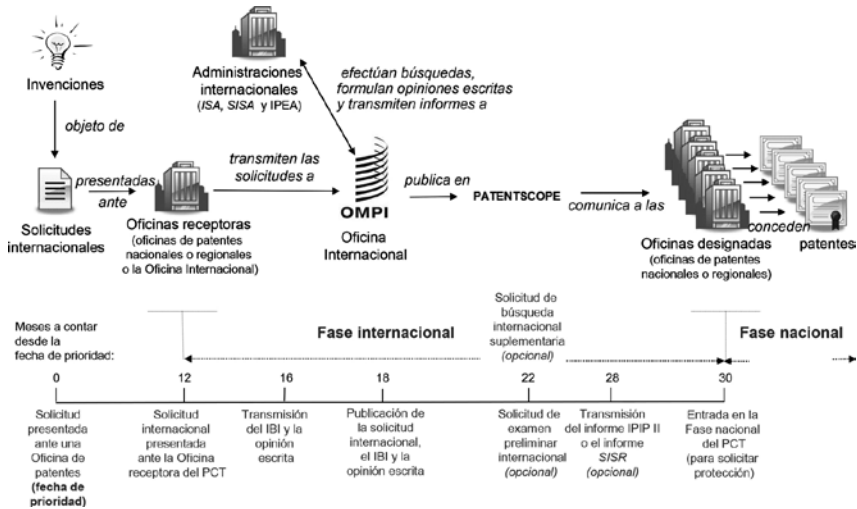 Invenciones
objeto de
Solicitudes
internacionales
presentadas
ante
Oficinas receptoras
(oficinas de patentes
nacionales o regionales
o la Oficina Internacional)
Administraciones
internacionales
(ISA, SISA y IPEA)
transmiten las
solicitudes a
efectúan búsquedas,
formulan opiniones escritas
y transmiten informes a
OMPI
Oficina
Internacional
publica en
PATENTSCOPE
comunica a las
Oficinas designadas
(oficinas de patentes
nacionales o regionales)
conceden
patentes
Meses a contar
desde la
fecha de prioridad:
Fase internacional
Solicitud de
búsqueda
internacional
suplementaria
(opcional)
Fase nacional
0
12
16
18
22
28
30
Solicitud
presentada
ante una
Oficina de
patentes
(fecha de
prioridad)
Solicitud
internacional
presentada
ante la Oficina
receptora del PCT
Transmisión
del IBI y la
opinión
escrita
Publicación de
la solicitud
internacional,
el IBI y la
opinión escrita
Solicitud de
examen
preliminar
internacional
(opcional)
Transmisión
del informe IPIP II
o el informe
SISR
(opcional)
Entrada en la
Fase nacional
del PCT
(para solicitar
protección)